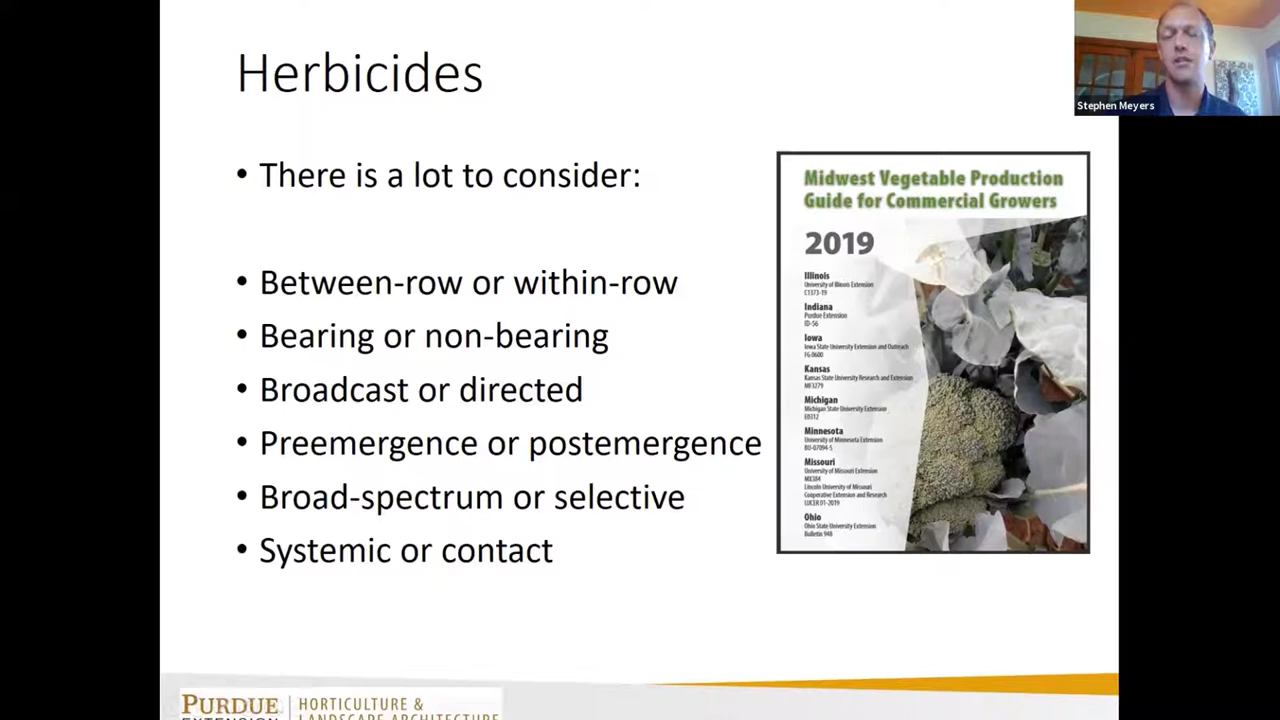 Herbicides
• There is a lot to consider:
• Between-row or within-row
• Bearing or non-bearing
• Broadcast or directed
• Preemergence or postemergence
• Broad-spectrum or selective
• Systemic or contact
Stephen Meyers
Midwest Vegetable Production
Guide for Commercial Growers
2019
Illinois
University of Illinois Extension
C1373-19
Indiana
Purdue Extension
ID-56
Iowa
Iowa State University Extension and Outreach
FG 0600
Kansas
Kansas State University Research and Extension
MF3279
Michigan
Michigan State University Extension
E0312
Minnesota
University of Minnesota Extension
BU-07094-S
Missouri
University of Missouri Extension
MX384
Lincoln University of Missouri
Cooperative Extension and Research
Ohio
Ohio State University Extension
Bulletin 948
PURDUE
EXTENSION
HORTICULTURE &
LANDSCAPE ARCHITECTURE